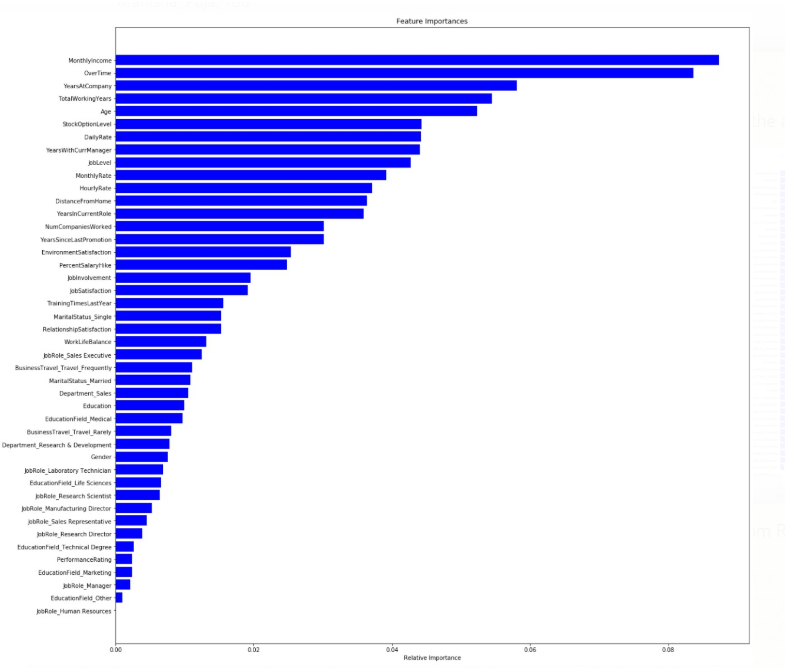 Feature Importances
MonthlyIncome
OverTime
YearsAtCompany
TotalWorkingYears
Age
StockOptionLevel
DailyRate
YearsWithCurrManager
JobLevel
MonthlyRate
HourlyRate
DistanceFromHome
YearsInCurrentRole
NumCompaniesWorked
YearsSinceLastPromotion
EnvironmentSatisfaction
PercentSalaryHike
JobInvolvement
JobSatisfaction
TrainingTimesLastYear
MaritalStatus_Single
RelationshipSatisfaction
WorkLifeBalance
JobRole_Sales Executive
BusinessTravel_Travel_Frequently
MaritalStatus_Married
Department_Sales
Education
EducationField_Medical
BusinessTravel_Travel_Rarely
Department_Research & Development
Gender
JobRole_Laboratory Technician
EducationField_Life Sciences
JobRole_Research Scientist
JobRole_Manufacturing Director
JobRole_Sales Representative
JobRole_Research Director
EducationField_Technical Degree
PerformanceRating
EducationField_Marketing
JobRole_Manager
EducationField_Other
JobRole_Human Resources
0.00 0.02 0.04 0.06 0.08
Relative Importance